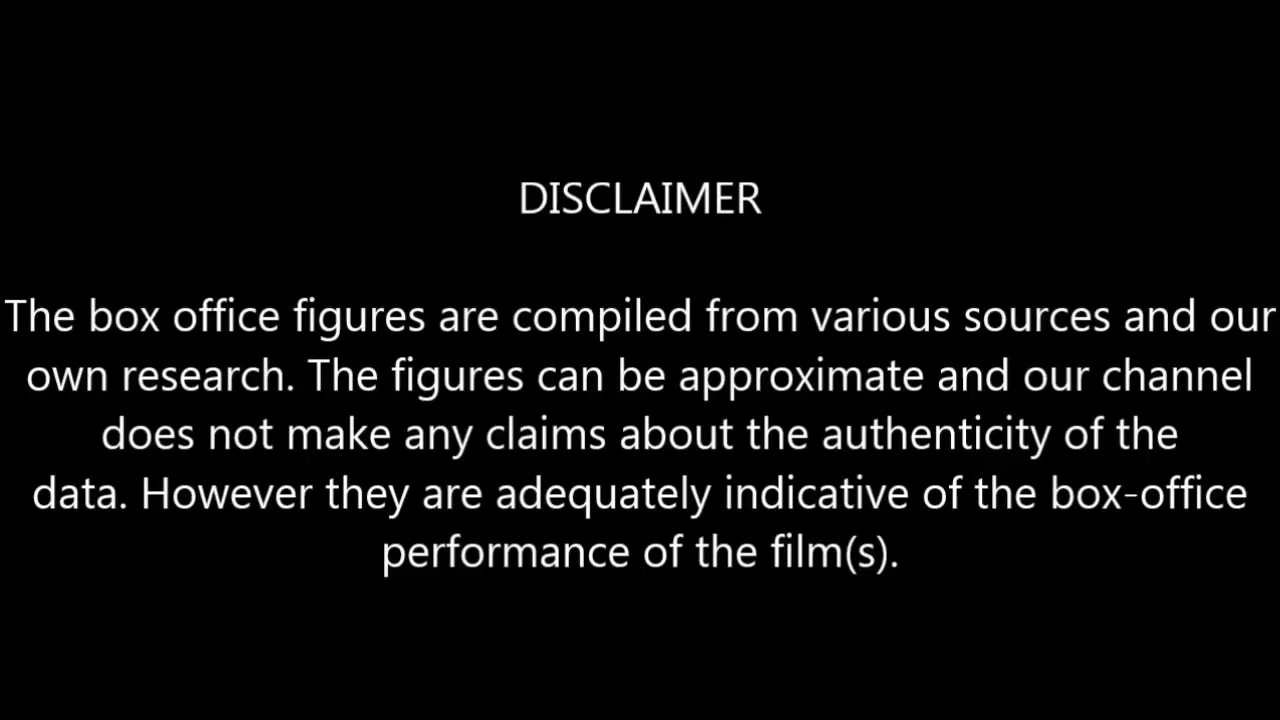 DISCLAIMER
The box office figures are compiled from various sources and our
own research. The figures can be approximate and our channel
does not make any claims about the authenticity of the
data. However they are adequately indicative of the box-office
performance of the film(s).